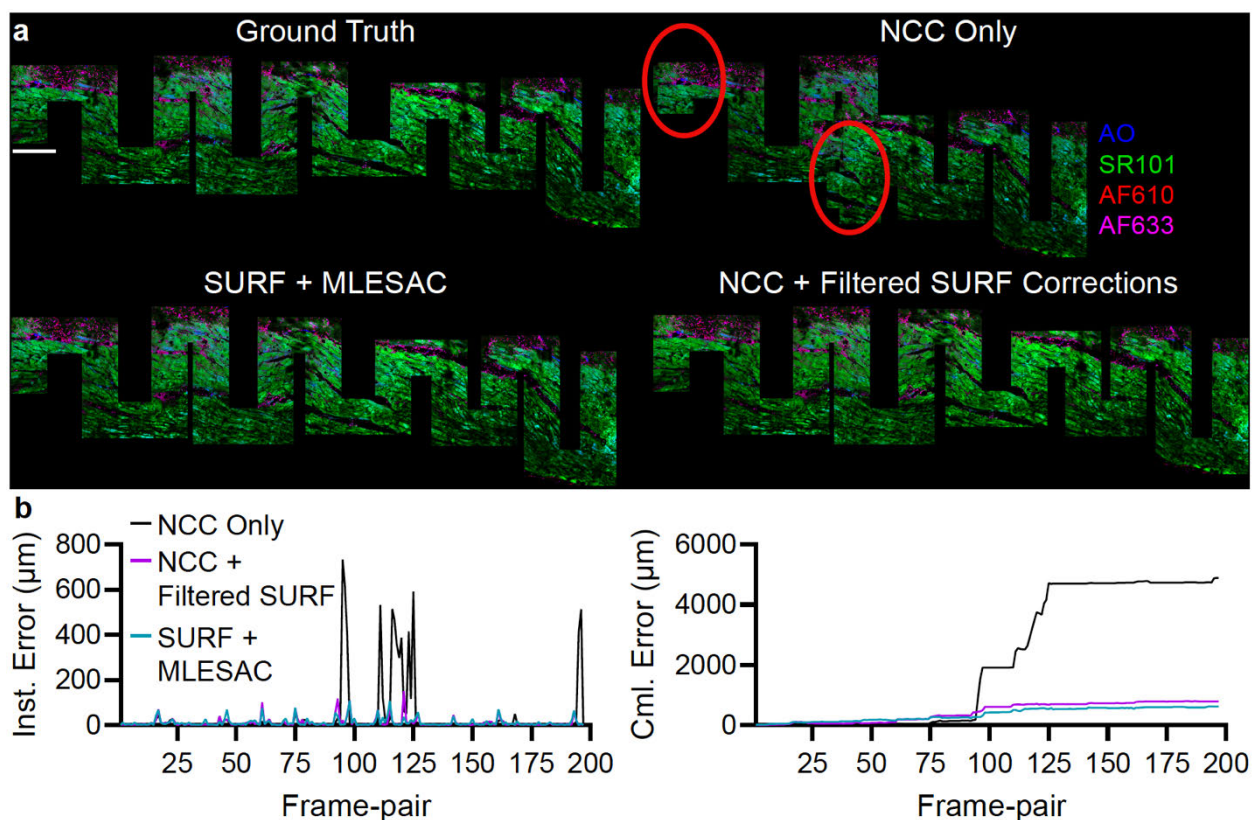 a
Ground Truth
NCC Only
AO
SR101
AF610
AF633
SURF + MLESAC
NCC + Filtered SURF Corrections
b
NCC Only
NCC +
Filtered SURF
SURF +
MLESAC
Inst. Error (µm)
800
600
400
200
0
25 50 75 100 125 150 175 200
Frame-pair
Cml. Error (µm)
6000
4000
2000
0
25 50 75 100 125 150 175 200
Frame-pair